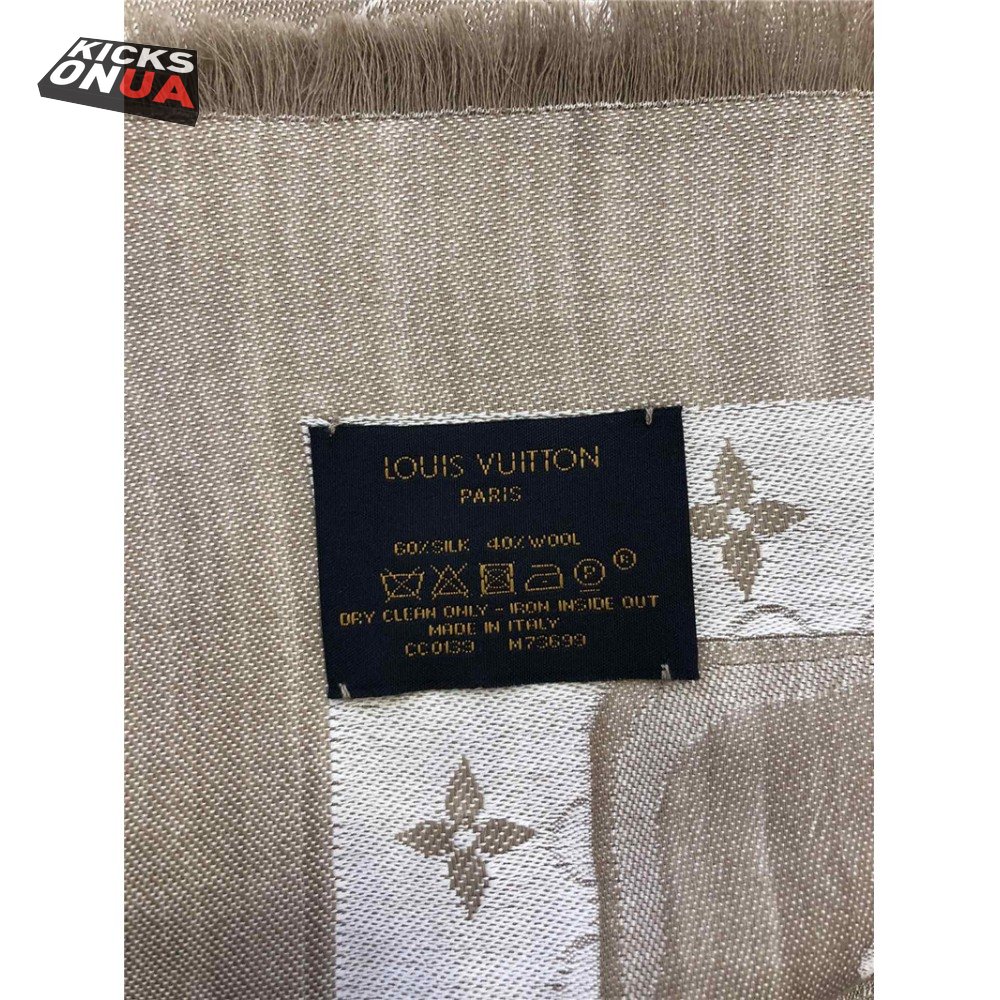 KICKS
ONUA
LOUIS VUITTON
PARIS
60%SILK 40%WOOL
DRY CLEAN ONLY - IRON INSIDE OUT
MADE IN ITALY
CC0139 M73699